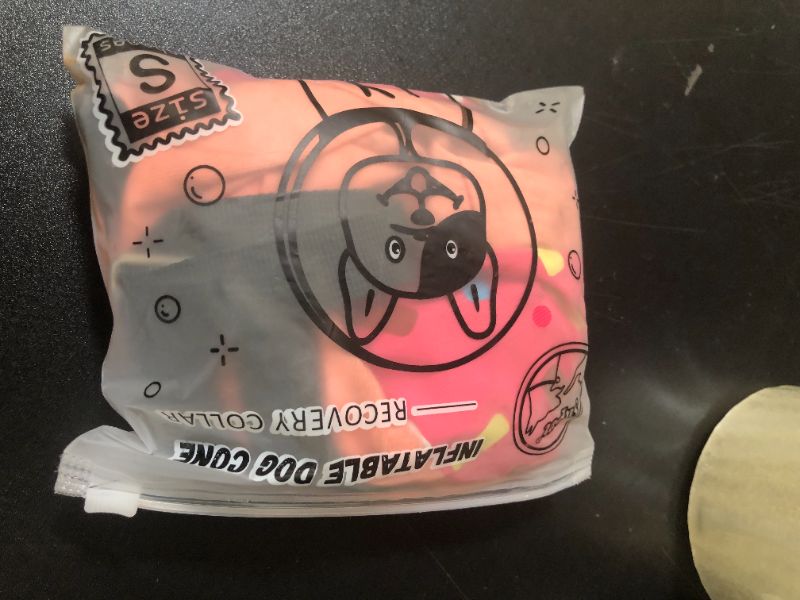 INFLATABLE DOG CONE
RECOVERY COLLAR
size
S